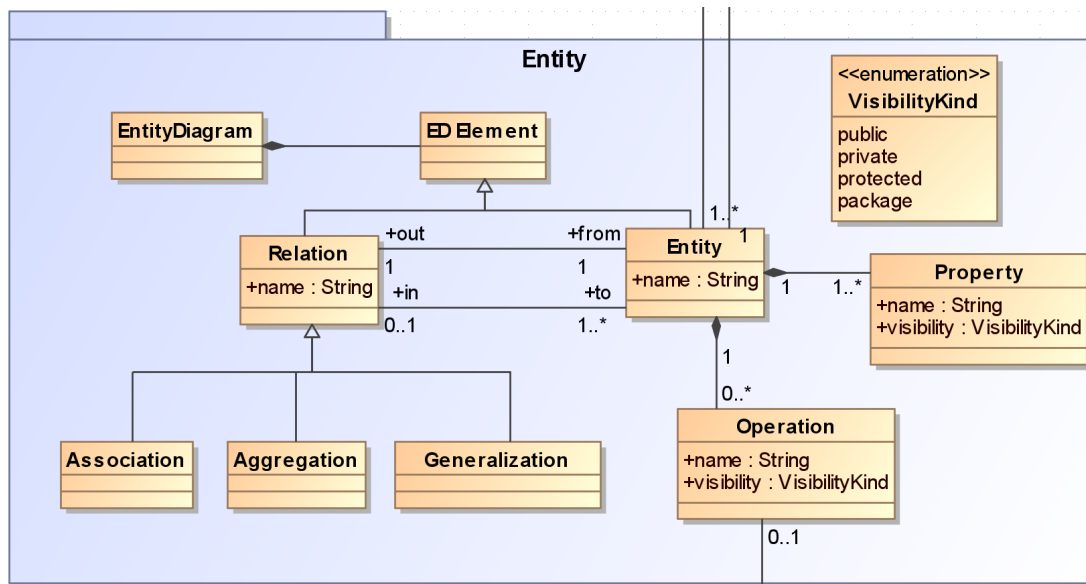 Entity
<<enumeration>>
VisibilityKind
public
private
protected
package
EntityDiagram
EDElement
Relation
+name : String
+out
1
+from
1
+in
0..1
+to
1..*
1..*
1
Entity
+name : String
1
1..*
Property
+name : String
+visibility : VisibilityKind
1
0..*
Operation
+name : String
+visibility : VisibilityKind
0..1
Association
Aggregation
Generalization